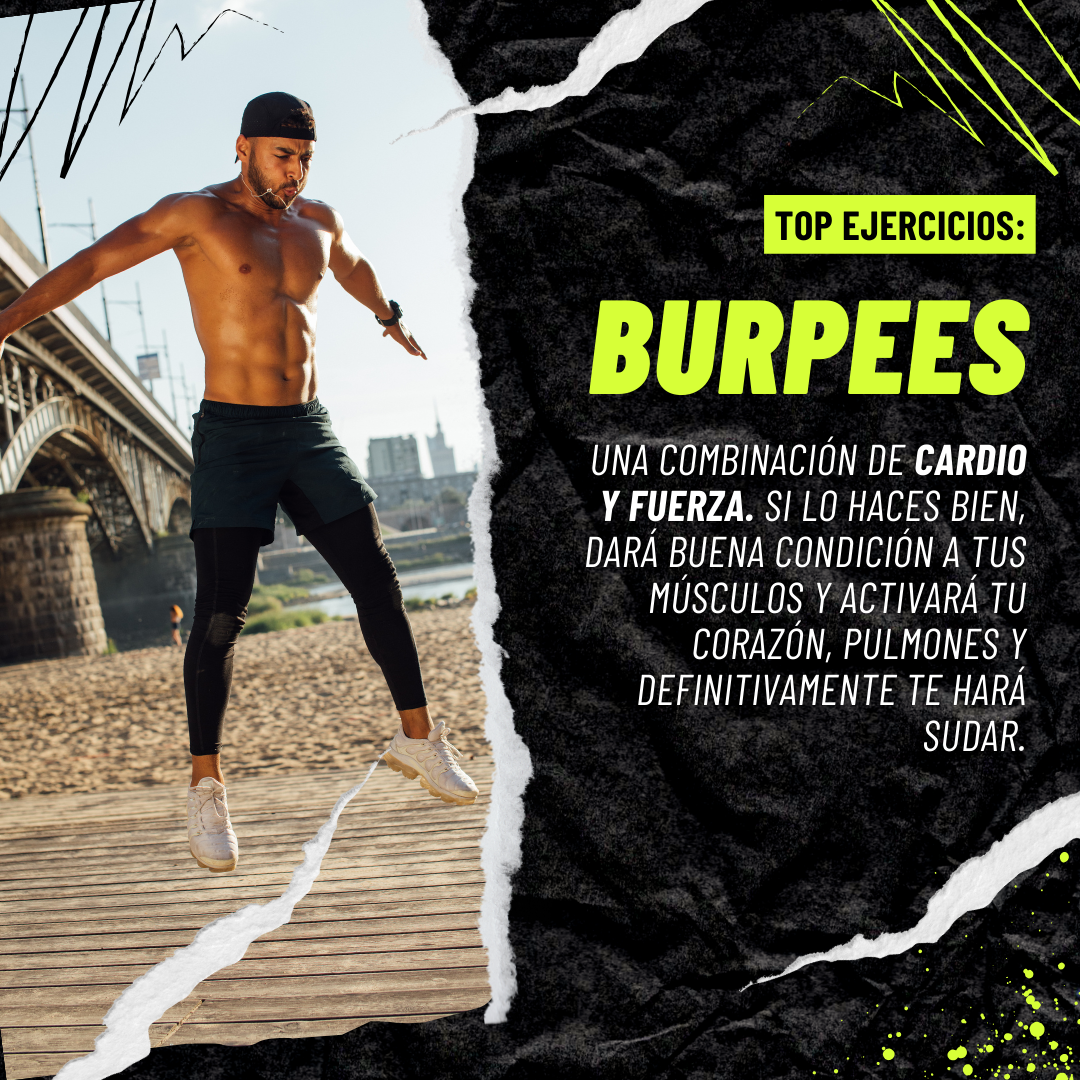 TOP EJERCICIOS:
BURPEES
UNA COMBINACIÓN DE CARDIO
Y FUERZA. SI LO HACES BIEN,
DARÁ BUENA CONDICIÓN A TUS
MÚSCULOS Y ACTIVARÁ TU
CORAZÓN, PULMONES Y
DEFINITIVAMENTE TE HARÁ
SUDAR.